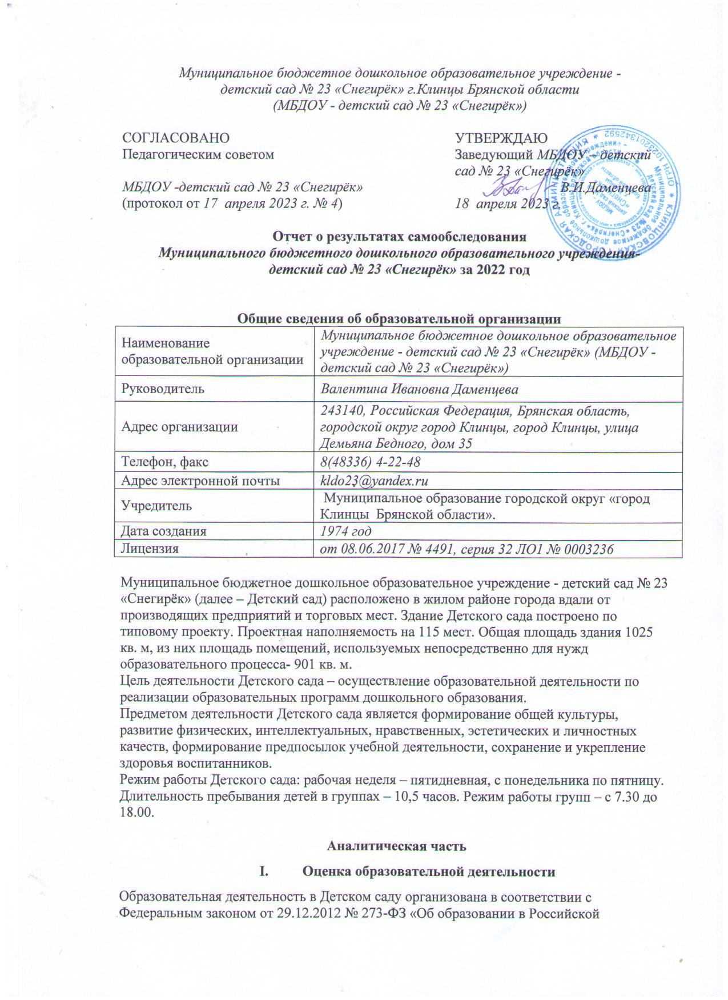 Муниципальное бюджетное дошкольное образовательное учреждение -
детский сад № 23 «Снегирёк» г.Клинцы Брянской области
(МБДОУ - детский сад № 23 «Снегирёк»)
СОГЛАСОВАНО
Педагогическим советом
МБДОУ -детский сад № 23 «Снегирёк»
(протокол от 17 апреля 2023 г. № 4)
УТВЕРЖДАЮ
Заведующий МБДОУ – детский
сад № 23 «Снегирёк»
В.И.Даменцева
18 апреля 2023 г.
Отчет о результатах самообследования
Муниципального бюджетного дошкольного образовательного учреждения-
детский сад № 23 «Снегирёк» за 2022 год
Общие сведения об образовательной организации
Наименование
образовательной организации
Муниципальное бюджетное дошкольное образовательное
учреждение - детский сад № 23 «Снегирёк» (МБДОУ -
детский сад № 23 «Снегирёк»)
Руководитель
Валентина Ивановна Даменцева
Адрес организации
243140, Российская Федерация, Брянская область,
городской округ город Клинцы, город Клинцы, улица
Демьяна Бедного, дом 35
Телефон, факс
8(48336) 4-22-48
Адрес электронной почты
kldo23@yandex.ru
Учредитель
Муниципальное образование городской округ «город
Клинцы Брянской области».
Дата создания
1974 год
Лицензия
от 08.06.2017 № 4491, серия 32 ЛО1 № 0003236
Муниципальное бюджетное дошкольное образовательное учреждение - детский сад № 23
«Снегирёк» (далее – Детский сад) расположено в жилом районе города вдали от
производящих предприятий и торговых мест. Здание Детского сада построено по
типовому проекту. Проектная наполняемость на 115 мест. Общая площадь здания 1025
кв. м, из них площадь помещений, используемых непосредственно для нужд
образовательного процесса- 901 кв. м.
Цель деятельности Детского сада – осуществление образовательной деятельности по
реализации образовательных программ дошкольного образования.
Предметом деятельности Детского сада является формирование общей культуры,
развитие физических, интеллектуальных, нравственных, эстетических и личностных
качеств, формирование предпосылок учебной деятельности, сохранение и укрепление
здоровья воспитанников.
Режим работы Детского сада: рабочая неделя – пятидневная, с понедельника по пятницу.
Длительность пребывания детей в группах – 10,5 часов. Режим работы групп – с 7.30 до
18.00.
Аналитическая часть
I. Оценка образовательной деятельности
Образовательная деятельность в Детском саду организована в соответствии с
Федеральным законом от 29.12.2012 № 273-ФЗ «Об образовании в Российской